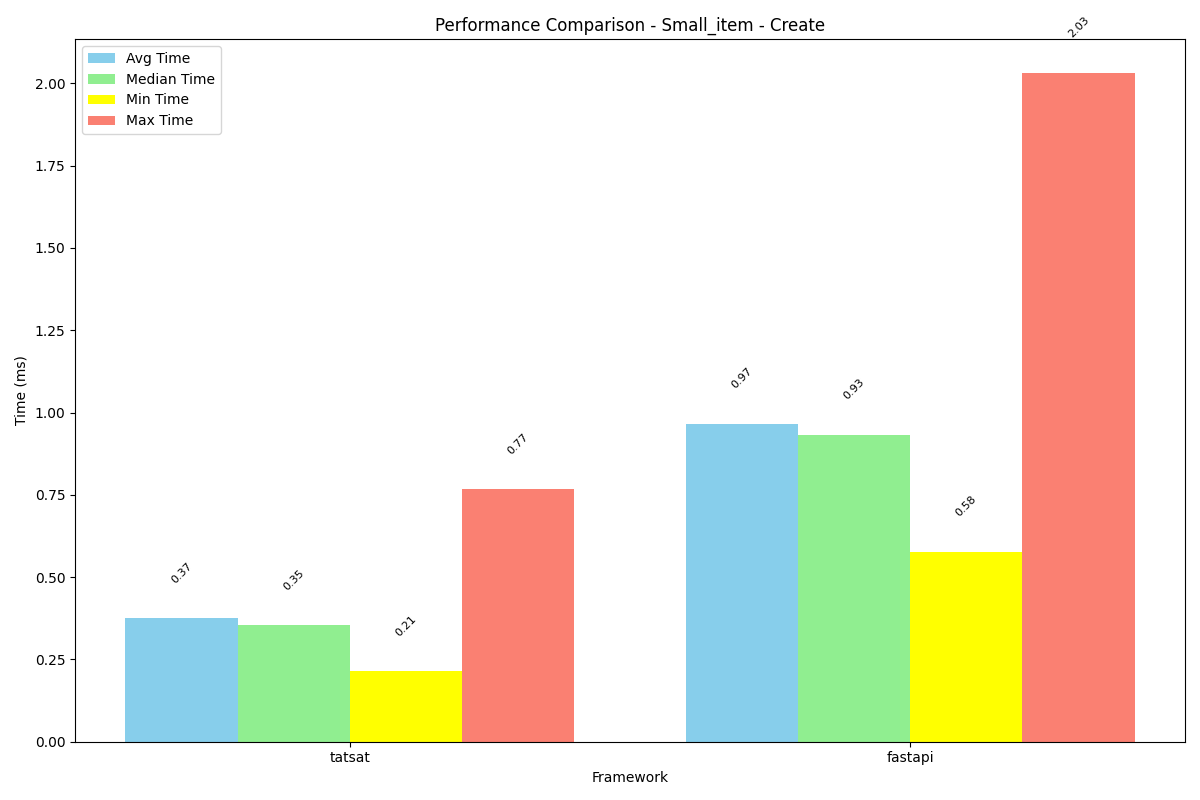 Performance Comparison - Small_item - Create
Avg Time
Median Time
Min Time
Max Time
Time (ms)
2.00
1.75
1.50
1.25
1.00
0.75
0.50
0.25
0.00
0.37
0.35
0.21
0.77
0.97
0.93
0.58
2.03
tatsat
fastapi
Framework